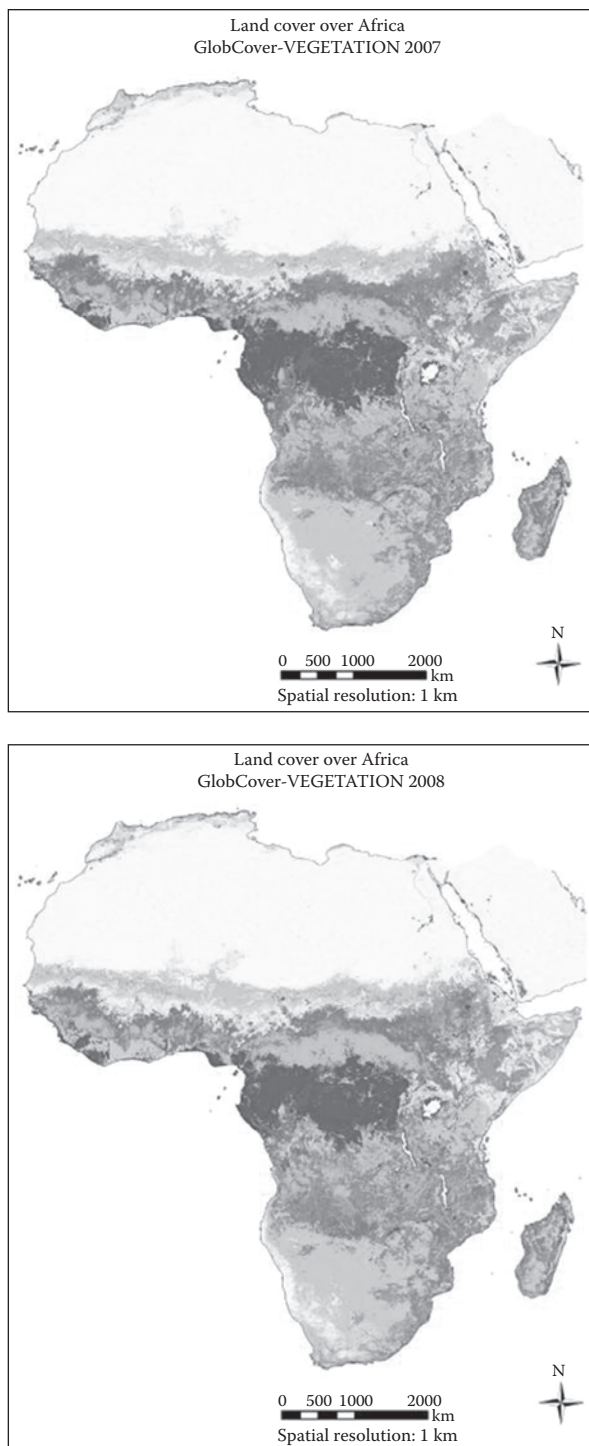 Land cover over Africa
GlobCover-VEGETATION 2007
N
0 500 1000 2000
km
Spatial resolution: 1 km
Land cover over Africa
GlobCover-VEGETATION 2008
N
0 500 1000 2000
km
Spatial resolution: 1 km